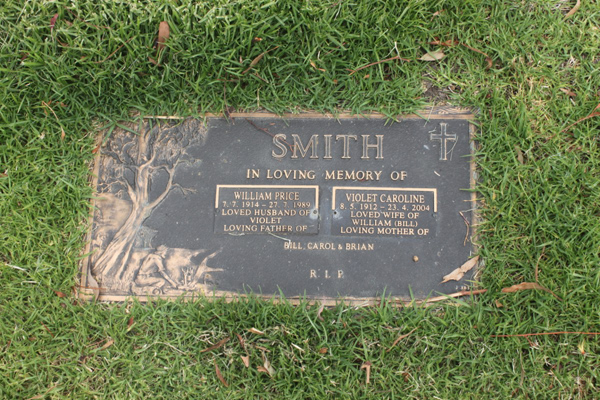 SMITH
IN LOVING MEMORY OF
WILLIAM PRICE
7. 7. 1914 - 27. 7. 1989
LOVED HUSBAND OF
VIOLET
LOVING FATHER OF
VIOLET CAROLINE
8. 5. 1912 - 23. 4. 2004
LOVED WIFE OF
WILLIAM (BILL)
LOVING MOTHER OF
BILL, CAROL & BRIAN
R. I. P.